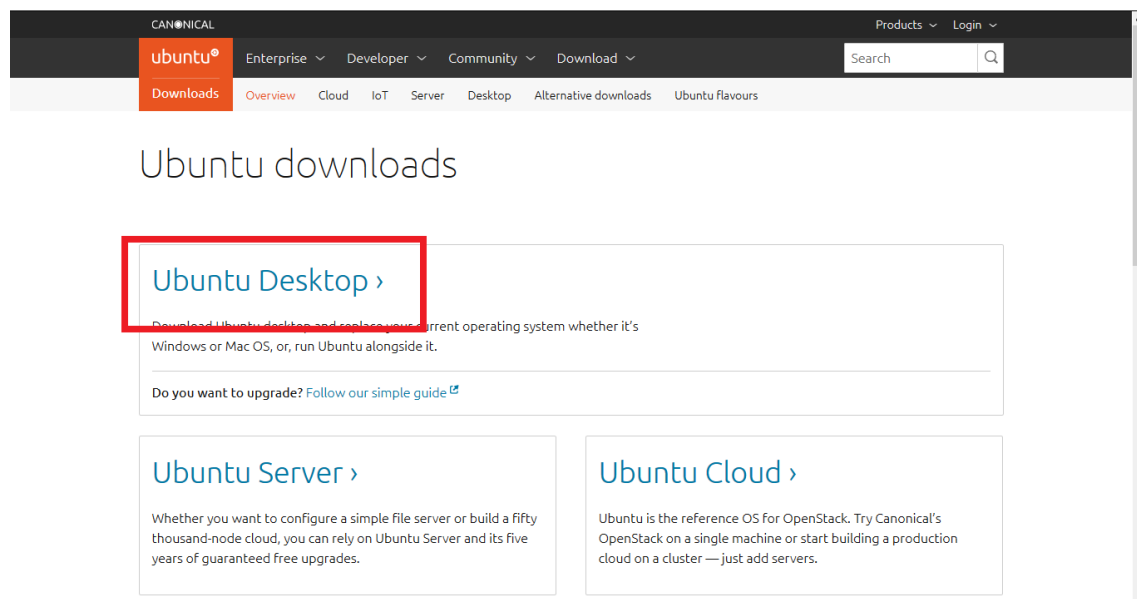 CANONICAL
Products Login
ubuntu® Enterprise Developer Community Download Search
Downloads Overview Cloud IoT Server Desktop Alternative downloads Ubuntu flavours
Ubuntu downloads
Ubuntu Desktop ›
Download Ubuntu desktop and replace your current operating system whether it's
Windows or Mac OS, or, run Ubuntu alongside it.
Do you want to upgrade? Follow our simple guide
Ubuntu Server ›
Whether you want to configure a simple file server or build a fifty
thousand-node cloud, you can rely on Ubuntu Server and its five
years of guaranteed free upgrades.
Ubuntu Cloud ›
Ubuntu is the reference OS for OpenStack. Try Canonical's
OpenStack on a single machine or start building a production
cloud on a cluster — just add servers.